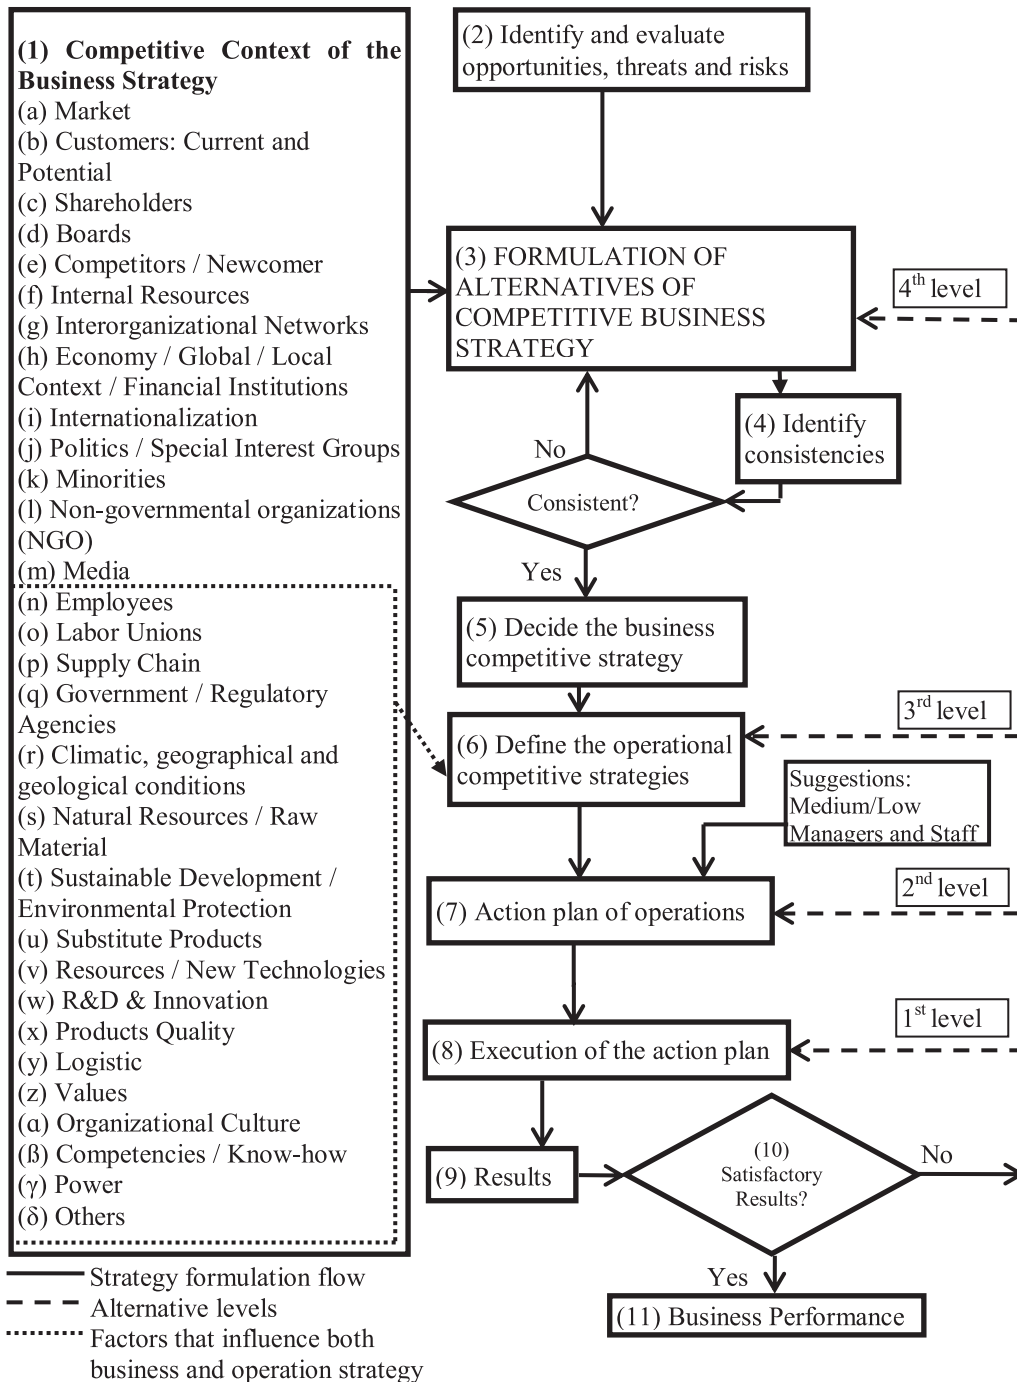 (1) Competitive Context of the
Business Strategy
(a) Market
(b) Customers: Current and
Potential
(c) Shareholders
(d) Boards
(e) Competitors / Newcomer
(f) Internal Resources
(g) Interorganizational Networks
(h) Economy / Global / Local
Context / Financial Institutions
(i) Internationalization
(j) Politics / Special Interest Groups
(k) Minorities
(l) Non-governmental organizations
(NGO)
(m) Media
(n) Employees
(o) Labor Unions
(p) Supply Chain
(q) Government / Regulatory
Agencies
(r) Climatic, geographical and
geological conditions
(s) Natural Resources / Raw
Material
(t) Sustainable Development /
Environmental Protection
(u) Substitute Products
(v) Resources / New Technologies
(w) R&D & Innovation
(x) Products Quality
(y) Logistic
(z) Values
(α) Organizational Culture
(ß) Competencies / Know-how
(γ) Power
(δ) Others
(2) Identify and evaluate
opportunities, threats and risks
(3) FORMULATION OF
ALTERNATIVES OF
COMPETITIVE BUSINESS
STRATEGY
4th level
(4) Identify
consistencies
No
Consistent?
Yes
(5) Decide the business
competitive strategy
3rd level
(6) Define the operational
competitive strategies
Suggestions:
Medium/Low
Managers and Staff
2nd level
(7) Action plan of operations
1st level
(8) Execution of the action plan
(9) Results
(10)
Satisfactory
Results?
No
Yes
(11) Business Performance
Strategy formulation flow
Alternative levels
Factors that influence both
business and operation strategy